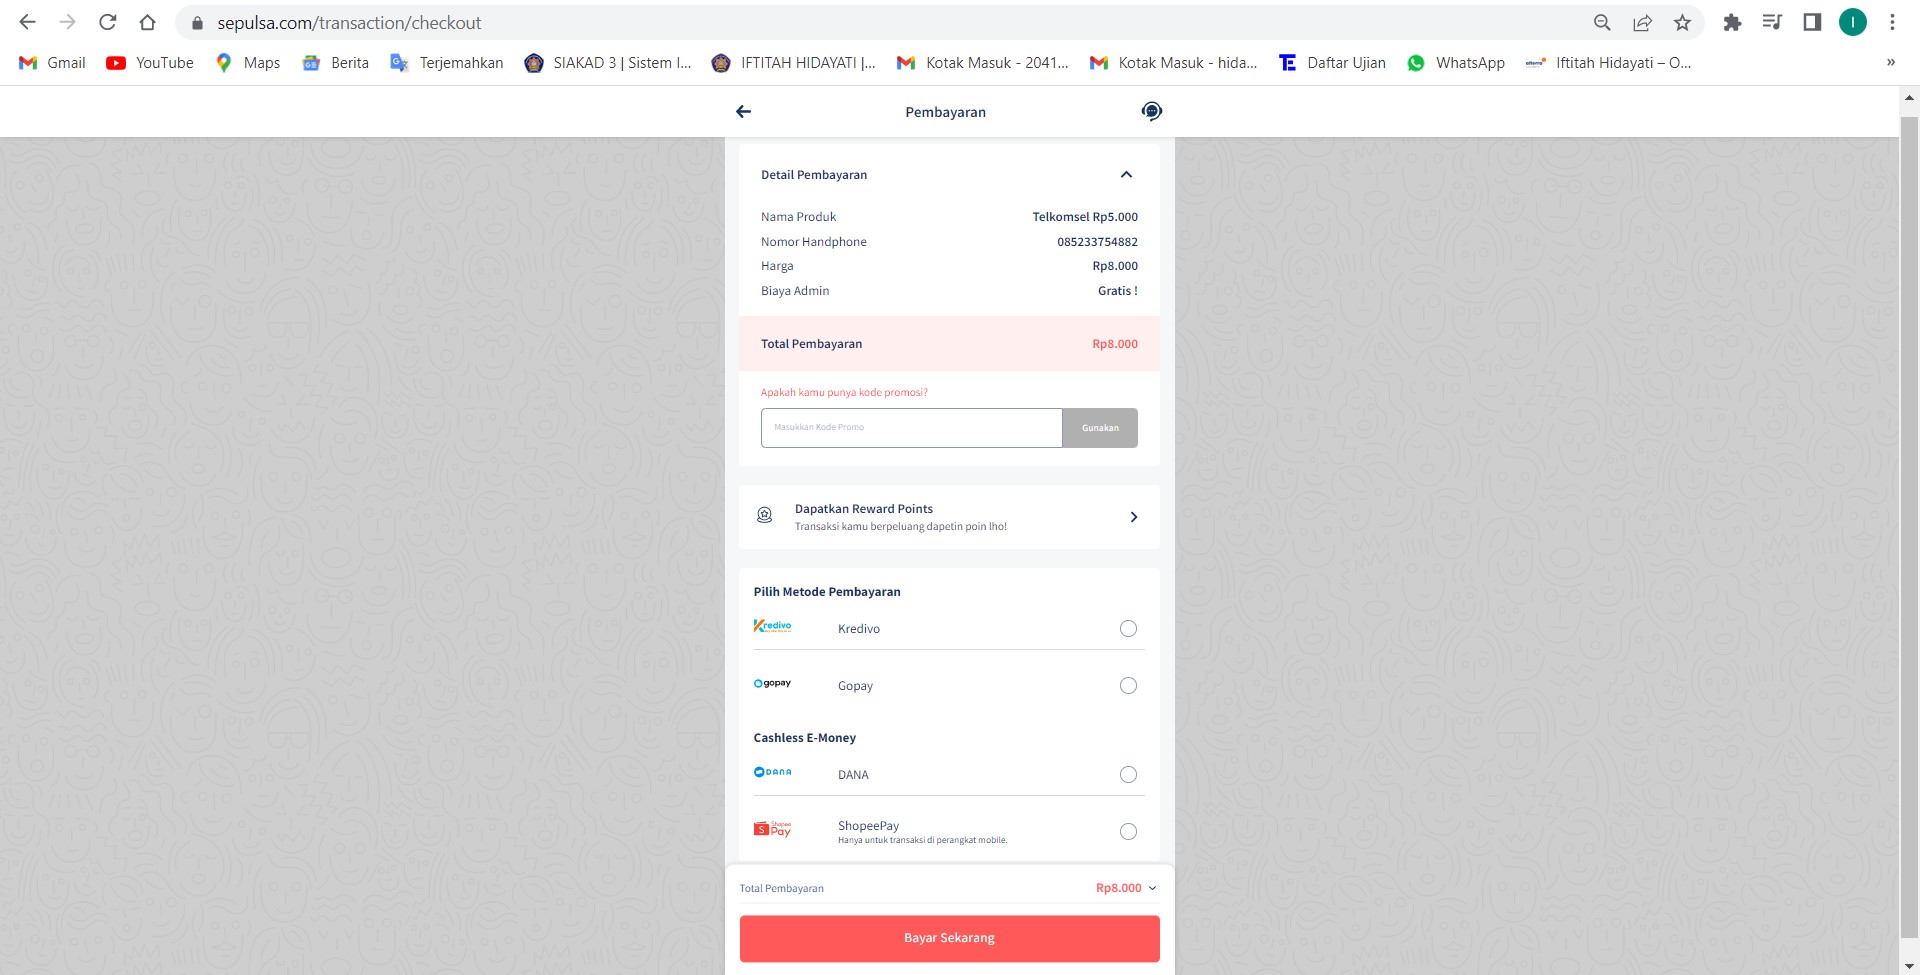 sepulsa.com/transaction/checkout
I
Gmail YouTube Maps Berita Terjemahkan SIAKAD 3 | Sistem I... IFTITAH HIDAYATI |... Kotak Masuk - 2041... Kotak Masuk - hida... Daftar Ujian WhatsApp Iftitah Hidayati – O... »
Pembayaran
Detail Pembayaran
Nama Produk Telkomsel Rp5.000
Nomor Handphone 085233754882
Harga Rp8.000
Biaya Admin Gratis !
Total Pembayaran Rp8.000
Apakah kamu punya kode promosi?
Masukkan Kode Promo Gunakan
Dapatkan Reward Points
Transaksi kamu berpeluang dapetin poin lho!
Pilih Metode Pembayaran
Kredivo Kredivo
gopay Gopay
Cashless E-Money
DANA DANA
Shopee Pay ShopeePay
Hanya untuk transaksi di perangkat mobile.
Total Pembayaran Rp8.000
Bayar Sekarang